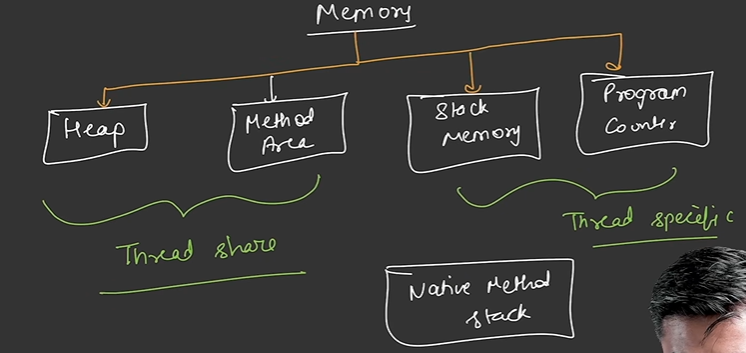 Memory
Heap
Method
Area
Stack
Memory
Program
Counter
Thread share
Thread specific
Native Method
Stack